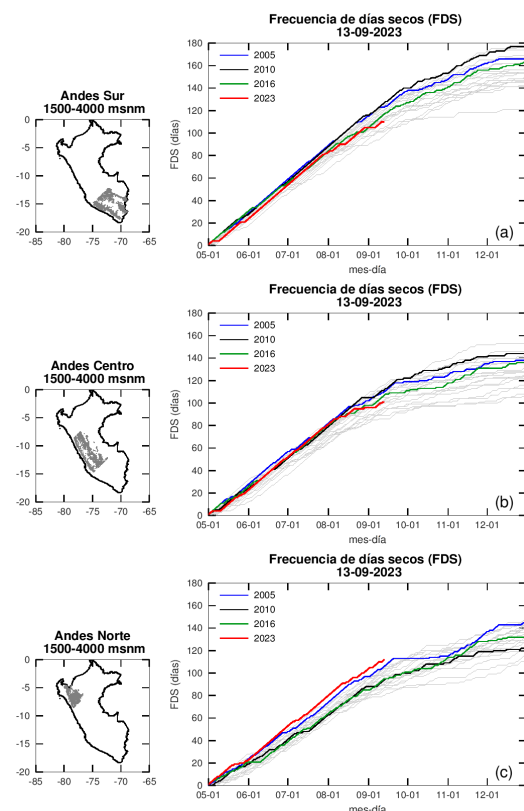 Frecuencia de días secos (FDS)
13-09-2023
Andes Sur
1500-4000 msnm
0
-5
-10
-15
-20
-85 -80 -75 -70 -65
FDS (días)
180
160
140
120
100
80
60
40
20
0
2005
2010
2016
2023
(a)
05-01 06-01 07-01 08-01 09-01 10-01 11-01 12-01
mes-día
Frecuencia de días secos (FDS)
13-09-2023
Andes Centro
1500-4000 msnm
0
-5
-10
-15
-20
-85 -80 -75 -70 -65
FDS (días)
180
160
140
120
100
80
60
40
20
0
2005
2010
2016
2023
(b)
05-01 06-01 07-01 08-01 09-01 10-01 11-01 12-01
mes-día
Frecuencia de días secos (FDS)
13-09-2023
Andes Norte
1500-4000 msnm
0
-5
-10
-15
-20
-85 -80 -75 -70 -65
FDS (días)
180
160
140
120
100
80
60
40
20
0
2005
2010
2016
2023
(c)
05-01 06-01 07-01 08-01 09-01 10-01 11-01 12-01
mes-día